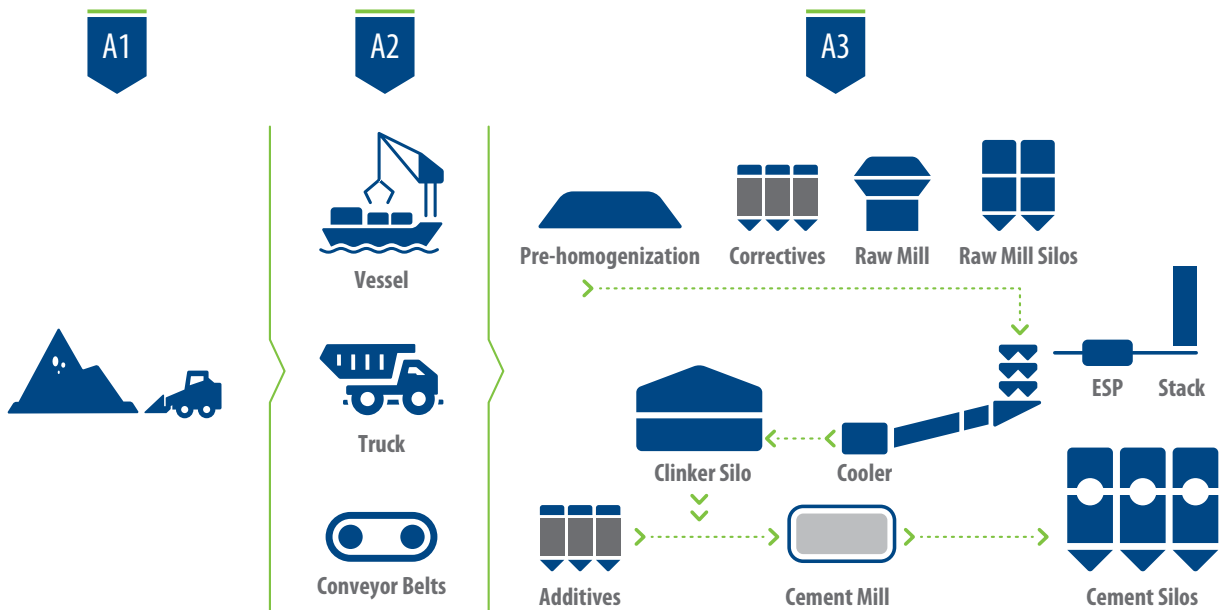 A1
A2
A3
Vessel
Truck
Conveyor Belts
Pre-homogenization
Correctives
Raw Mill
Raw Mill Silos
ESP
Stack
Clinker Silo
Cooler
Additives
Cement Mill
Cement Silos